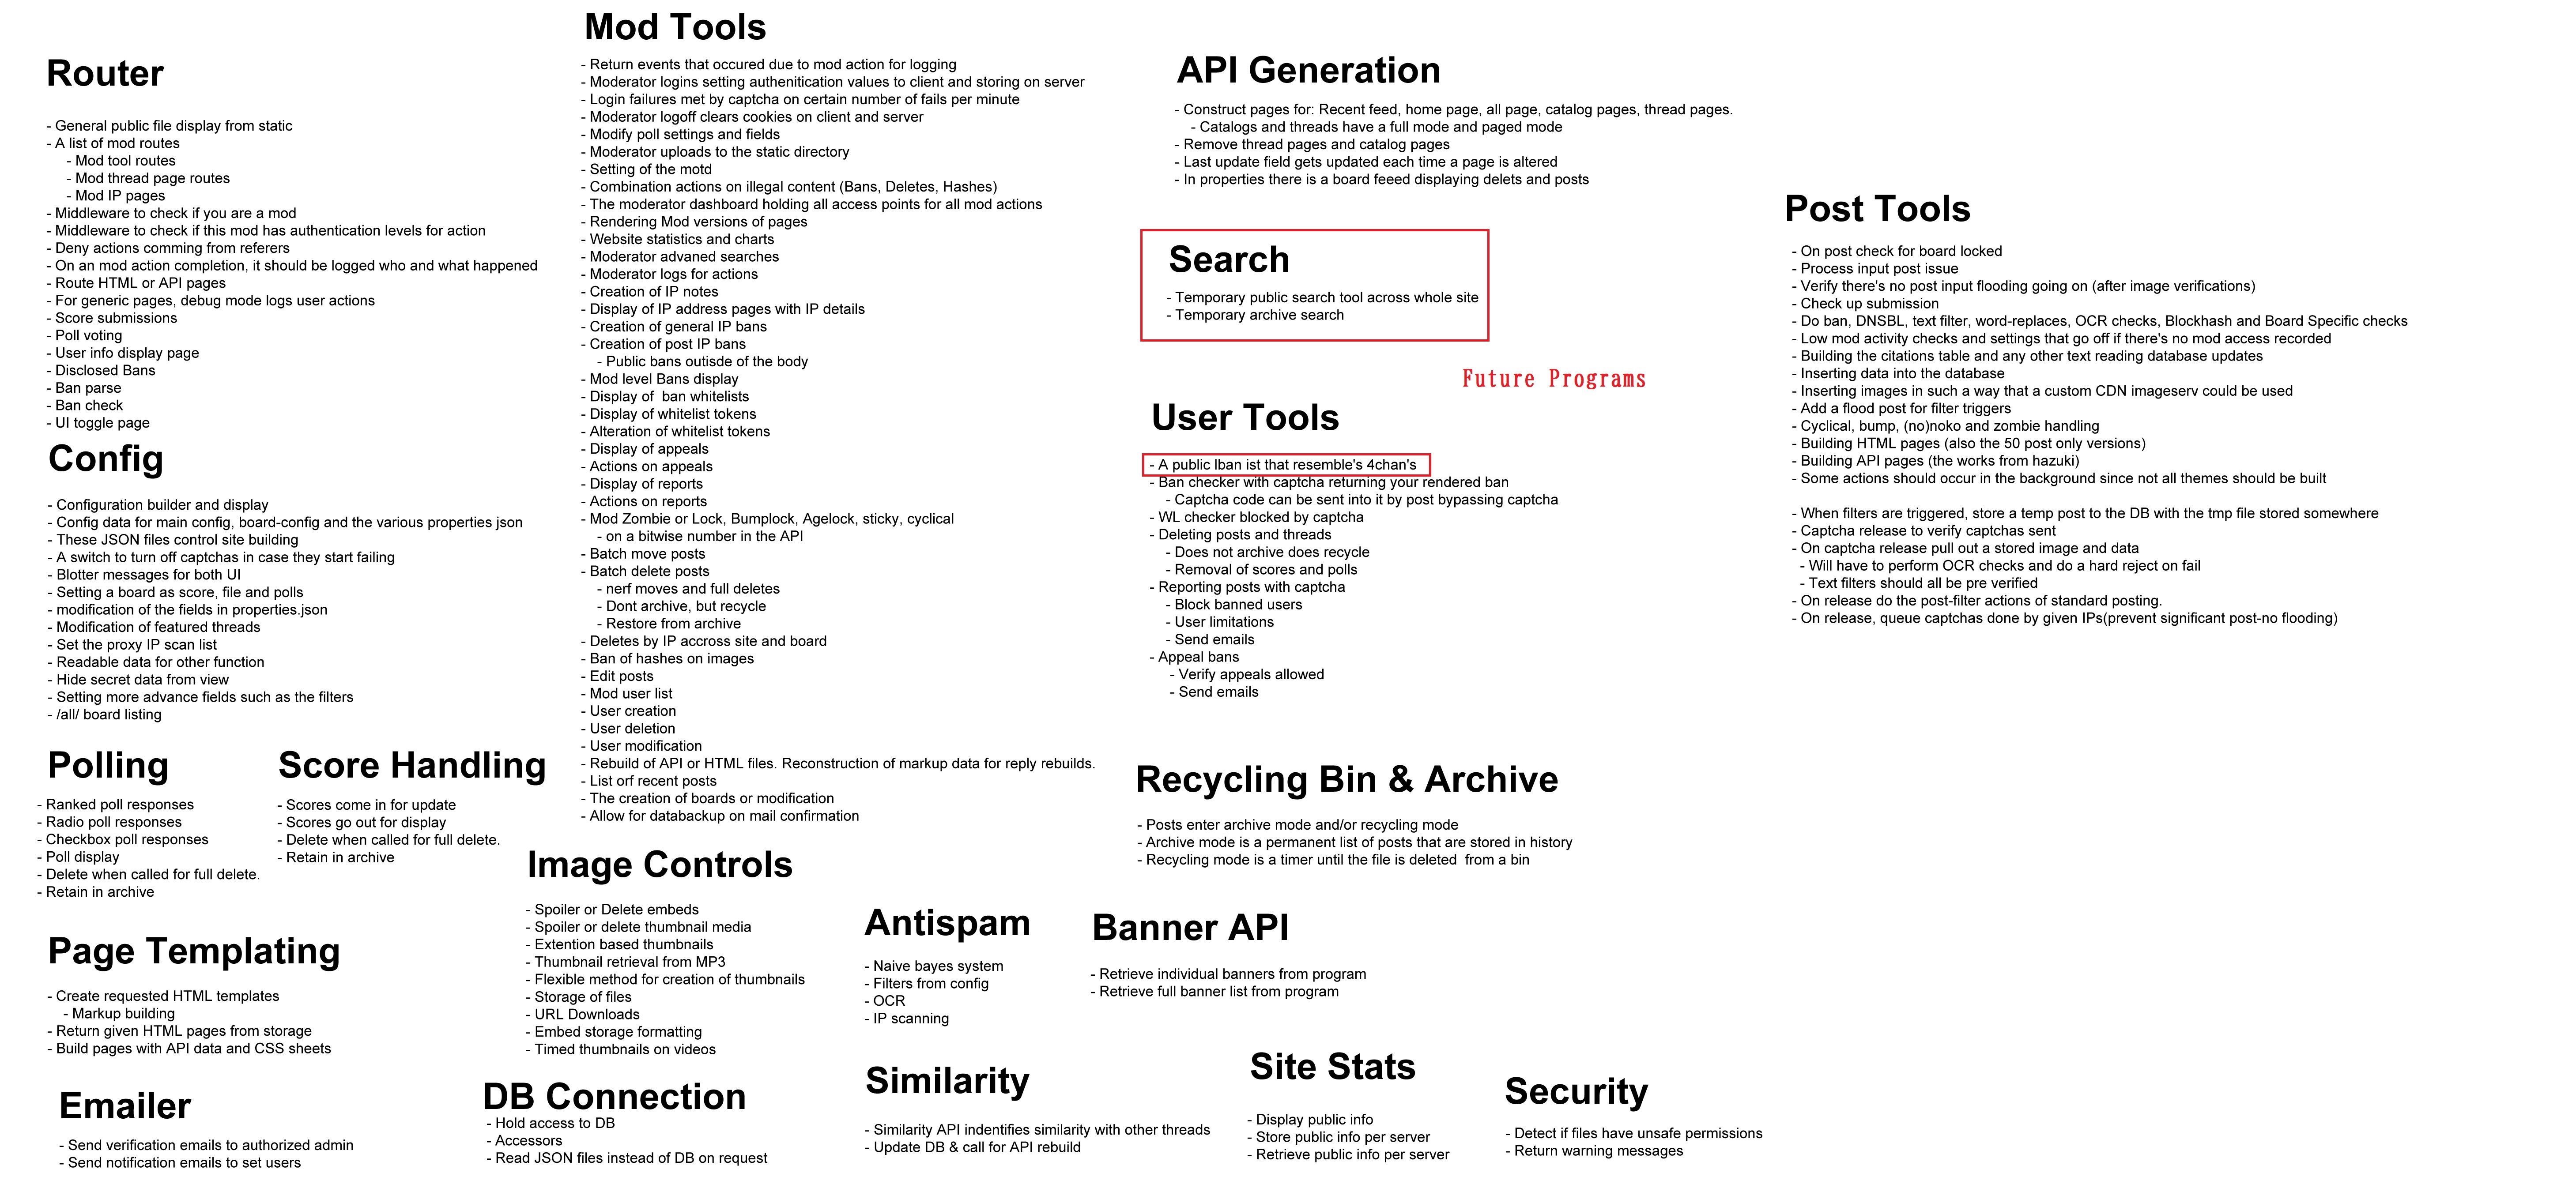 Router
- General public file display from static
- A list of mod routes
- Mod tool routes
- Mod thread page routes
- Mod IP pages
- Middleware to check if you are a mod
- Middleware to check if this mod has authentication levels for action
- Deny actions comming from referers
- On an mod action completion, it should be logged who and what happened
- Route HTML or API pages
- For generic pages, debug mode logs user actions
- Score submissions
- Poll voting
- User info display page
- Disclosed Bans
- Ban parse
- Ban check
- UI toggle page
Config
- Configuration builder and display
- Config data for main config, board-config and the various properties json
- These JSON files control site building
- A switch to turn off captchas in case they start failing
- Blotter messages for both UI
- Setting a board as score, file and polls
- modification of the fields in properties.json
- Modification of featured threads
- Set the proxy IP scan list
- Readable data for other function
- Hide secret data from view
- Setting more advance fields such as the filters
- /all/ board listing
Polling
- Ranked poll responses
- Radio poll responses
- Checkbox poll responses
- Poll display
- Delete when called for full delete.
- Retain in archive
Score Handling
- Scores come in for update
- Scores go out for display
- Delete when called for full delete.
- Retain in archive
Page Templating
- Create requested HTML templates
- Markup building
- Return given HTML pages from storage
- Build pages with API data and CSS sheets
Emailer
- Send verification emails to authorized admin
- Send notification emails to set users
Mod Tools
- Return events that occured due to mod action for logging
- Moderator logins setting authenitication values to client and storing on server
- Login failures met by captcha on certain number of fails per minute
- Moderator logoff clears cookies on client and server
- Modify poll settings and fields
- Moderator uploads to the static directory
- Setting of the motd
- Combination actions on illegal content (Bans, Deletes, Hashes)
- The moderator dashboard holding all access points for all mod actions
- Rendering Mod versions of pages
- Website statistics and charts
- Moderator advaned searches
- Moderator logs for actions
- Creation of IP notes
- Display of IP address pages with IP details
- Creation of general IP bans
- Creation of post IP bans
- Public bans outisde of the body
- Mod level Bans display
- Display of  ban whitelists
- Display of whitelist tokens
- Alteration of whitelist tokens
- Display of appeals
- Actions on appeals
- Display of reports
- Actions on reports
- Mod Zombie or Lock, Bumplock, Agelock, sticky, cyclical
- on a bitwise number in the API
- Batch move posts
- Batch delete posts
- nerf moves and full deletes
- Dont archive, but recycle
- Restore from archive
- Deletes by IP accross site and board
- Ban of hashes on images
- Edit posts
- Mod user list
- User creation
- User deletion
- User modification
- Rebuild of API or HTML files. Reconstruction of markup data for reply rebuilds.
- List orf recent posts
- The creation of boards or modification
- Allow for databackup on mail confirmation
Image Controls
- Spoiler or Delete embeds
- Spoiler or delete thumbnail media
- Extention based thumbnails
- Thumbnail retrieval from MP3
- Flexible method for creation of thumbnails
- Storage of files
- URL Downloads
- Embed storage formatting
- Timed thumbnails on videos
DB Connection
- Hold access to DB
- Accessors
- Read JSON files instead of DB on request
Antispam
- Naive bayes system
- Filters from config
- OCR
- IP scanning
Similarity
- Similarity API indentifies similarity with other threads
- Update DB & call for API rebuild
API Generation
- Construct pages for: Recent feed, home page, all page, catalog pages, thread pages.
- Catalogs and threads have a full mode and paged mode
- Remove thread pages and catalog pages
- Last update field gets updated each time a page is altered
- In properties there is a board feeed displaying delets and posts
Search
- Temporary public search tool across whole site
- Temporary archive search
Future Programs
User Tools
- A public lban ist that resemble's 4chan's
- Ban checker with captcha returning your rendered ban
- Captcha code can be sent into it by post bypassing captcha
- WL checker blocked by captcha
- Deleting posts and threads
- Does not archive does recycle
- Removal of scores and polls
- Reporting posts with captcha
- Block banned users
- User limitations
- Send emails
- Appeal bans
- Verify appeals allowed
- Send emails
Recycling Bin & Archive
- Posts enter archive mode and/or recycling mode
- Archive mode is a permanent list of posts that are stored in history
- Recycling mode is a timer until the file is deleted  from a bin
Banner API
- Retrieve individual banners from program
- Retrieve full banner list from program
Site Stats
- Display public info
- Store public info per server
- Retrieve public info per server
Security
- Detect if files have unsafe permissions
- Return warning messages
Post Tools
- On post check for board locked
- Process input post issue
- Verify there's no post input flooding going on (after image verifications)
- Check up submission
- Do ban, DNSBL, text filter, word-replaces, OCR checks, Blockhash and Board Specific checks
- Low mod activity checks and settings that go off if there's no mod access recorded
- Building the citations table and any other text reading database updates
- Inserting data into the database
- Inserting images in such a way that a custom CDN imageserv could be used
- Add a flood post for filter triggers
- Cyclical, bump, (no)noko and zombie handling
- Building HTML pages (also the 50 post only versions)
- Building API pages (the works from hazuki)
- Some actions should occur in the background since not all themes should be built
- When filters are triggered, store a temp post to the DB with the tmp file stored somewhere
- Captcha release to verify captchas sent
- On captcha release pull out a stored image and data
- Will have to perform OCR checks and do a hard reject on fail
- Text filters should all be pre verified
- On release do the post-filter actions of standard posting.
- On release, queue captchas done by given IPs(prevent significant post-no flooding)